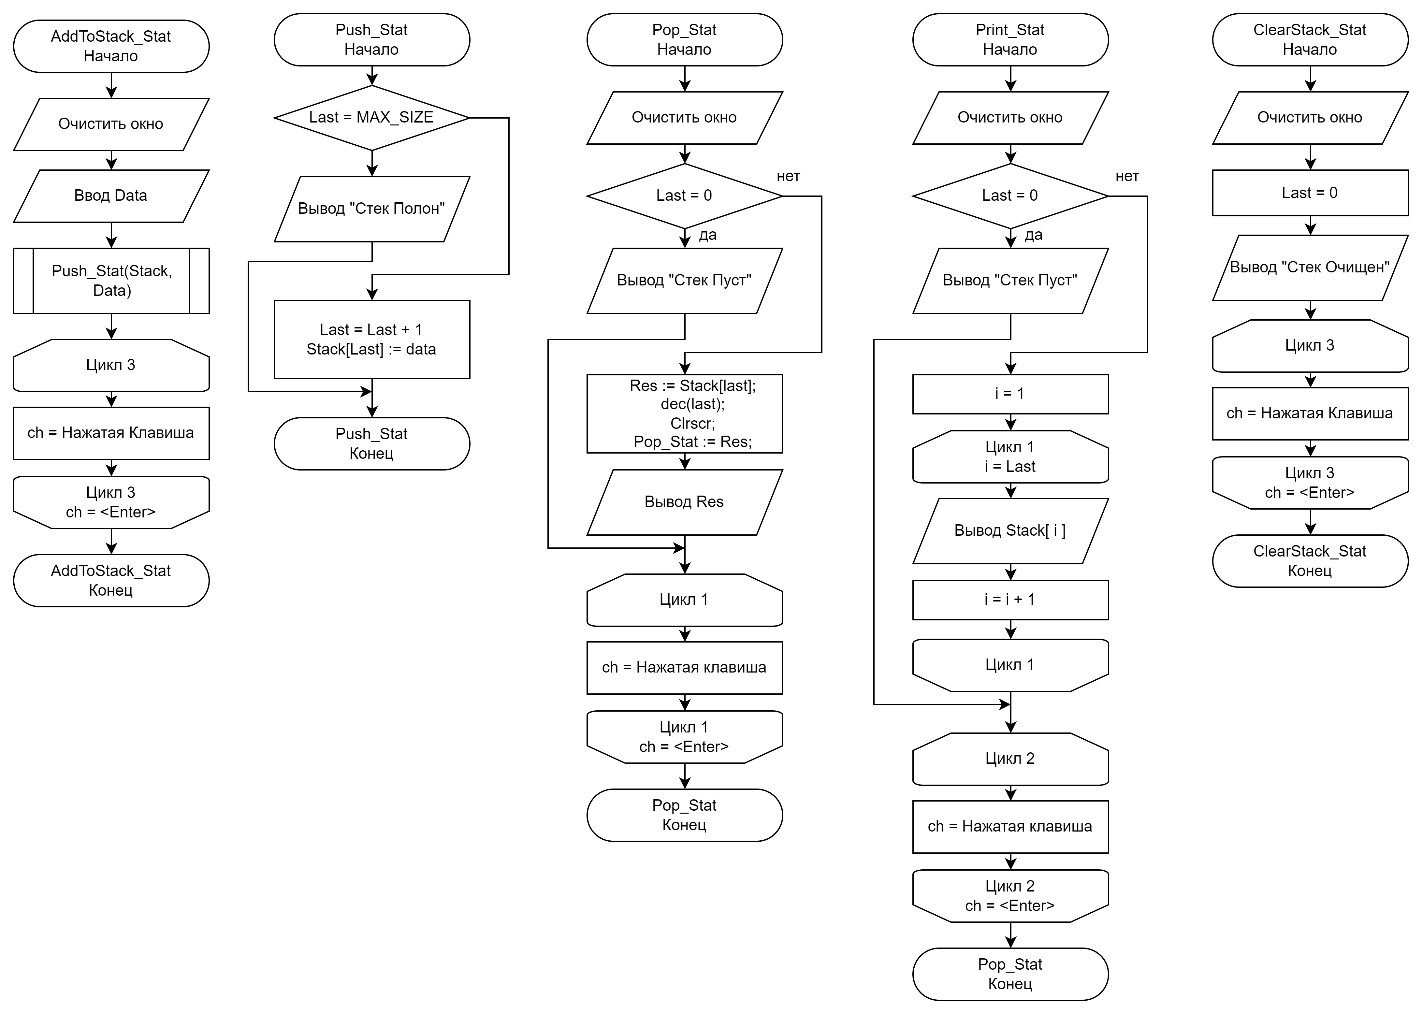 AddToStack_Stat
Начало
Очистить окно
Ввод Data
Push_Stat(Stack,
Data)
Цикл 3
ch = Нажатая Клавиша
Цикл 3
ch = <Enter>
AddToStack_Stat
Конец
Push_Stat
Начало
Last = MAX_SIZE
Вывод "Стек Полон"
Last = Last + 1
Stack[Last] := data
Push_Stat
Конец
Pop_Stat
Начало
Очистить окно
нет
Last = 0
да
Вывод "Стек Пуст"
Res := Stack[last];
dec(last);
Clrscr;
Pop_Stat := Res;
Вывод Res
Цикл 1
ch = Нажатая клавиша
Цикл 1
ch = <Enter>
Pop_Stat
Конец
Print_Stat
Начало
Очистить окно
нет
Last = 0
да
Вывод "Стек Пуст"
i = 1
Цикл 1
i = Last
Вывод Stack[ i ]
i = i + 1
Цикл 1
Цикл 2
ch = Нажатая клавиша
Цикл 2
ch = <Enter>
Pop_Stat
Конец
ClearStack_Stat
Начало
Очистить окно
Last = 0
Вывод "Стек Очищен"
Цикл 3
ch = Нажатая Клавиша
Цикл 3
ch = <Enter>
ClearStack_Stat
Конец